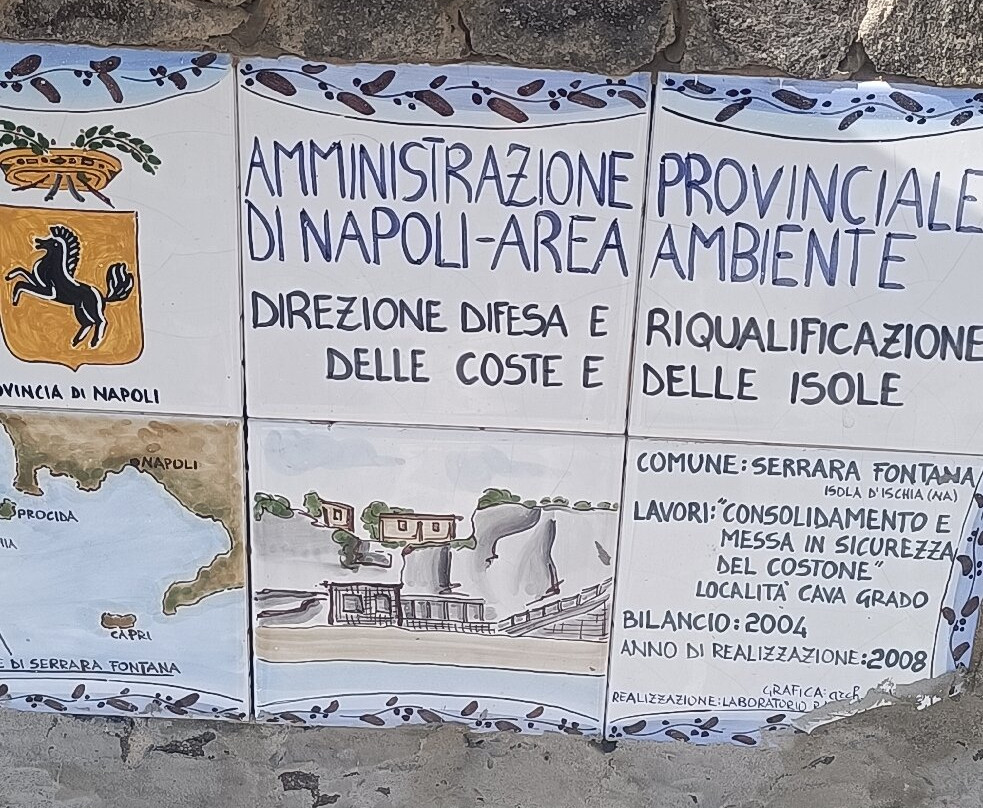 AMMINISTRAZIONE PROVINCIALE
DI NAPOLI-AREA AMBIENTE
DIREZIONE DIFESA E RIQUALIFICAZIONE
DELLE COSTE E DELLE ISOLE
OVINCIA DI NAPOLI
NAPOLI
PROCIDA
CAPRI
E DI SERRARA FONTANA
COMUNE: SERRARA FONTANA
ISOLA D'ISCHIA (NA)
LAVORI: "CONSOLIDAMENTO E
MESSA IN SICUREZZA
DEL COSTONE"
LOCALITÀ CAVA GRADO
BILANCIO: 2004
ANNO DI REALIZZAZIONE: 2008
GRAFICA: arch
REALIZZAZIONE: LABORATORIO